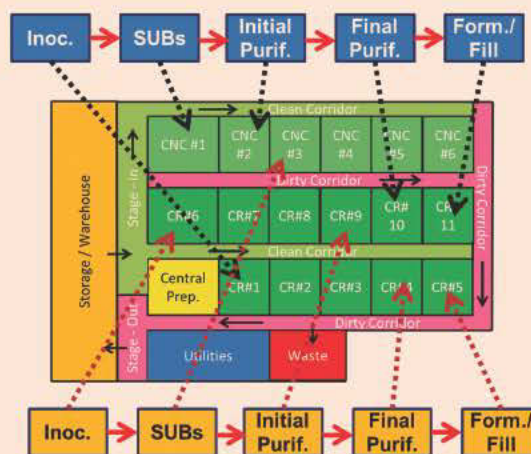 Inoc.
SUBs
Initial
Purif.
Final
Purif.
Form./
Fill
Clean Corridor
CNC #1
CNC
#2
CNC
#3
CNC
#4
CNC
#5
CNC
#6
Stage - In
Storage / Warehouse
Dirty Corridor
Dirty Corridor
CR#6
CR#7
CR#8
CR#9
CR#
10
CR#
11
Clean Corridor
Central
Prep.
CR#1
CR#2
CR#3
CR#4
CR#5
Stage - Out
Dirty Corridor
Utilities
Waste
Inoc.
SUBs
Initial
Purif.
Final
Purif.
Form./
Fill